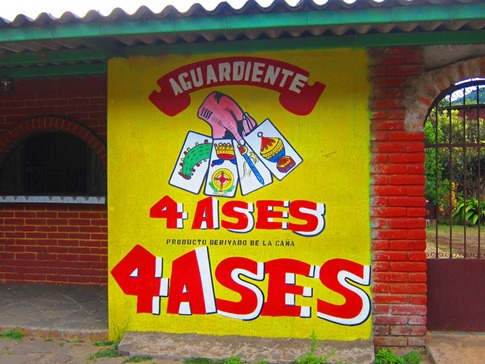 AGUARDIENTE
4 ASES
PRODUCTO DERIVADO DE LA CAÑA
4 ASES